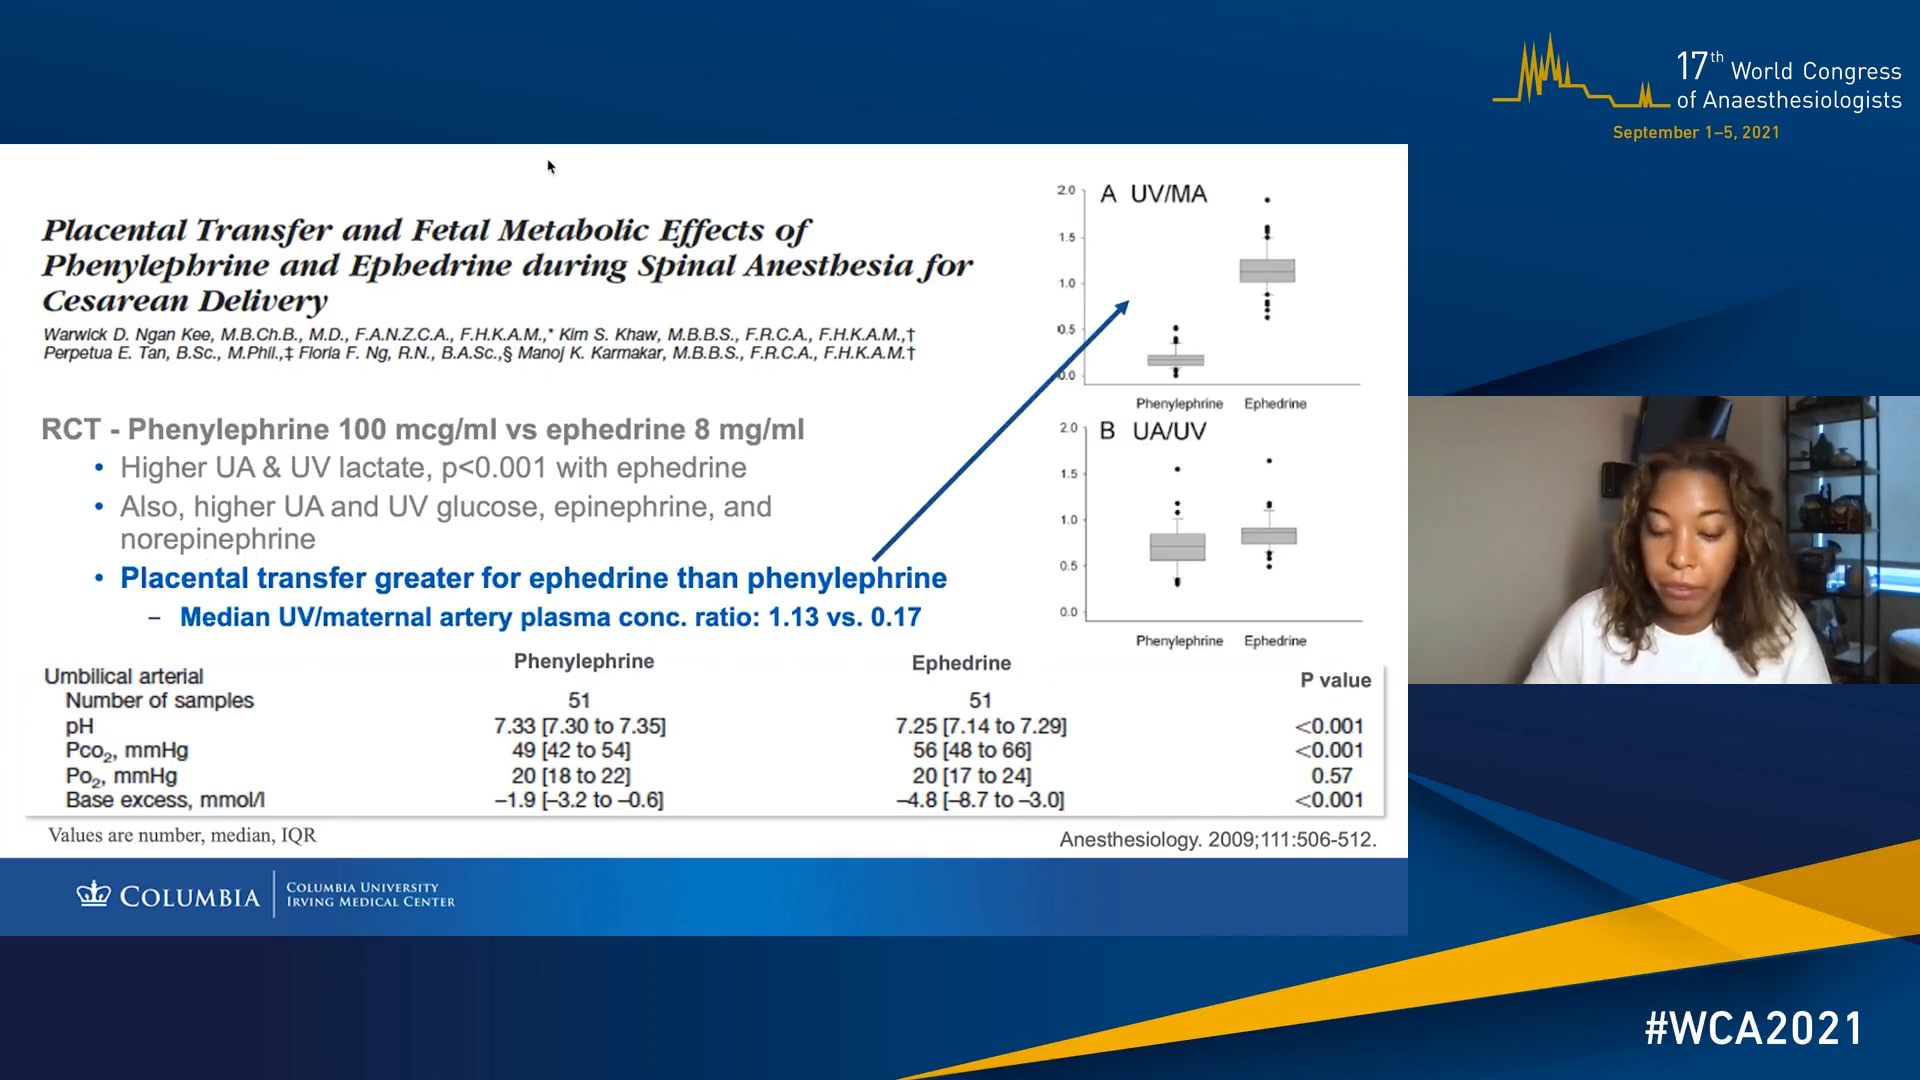 17th World Congress
of Anaesthesiologists
September 1–5, 2021
Placental Transfer and Fetal Metabolic Effects of
Phenylephrine and Ephedrine during Spinal Anesthesia for
Cesarean Delivery
Warwick D. Ngan Kee, M.B.Ch.B., M.D., F.A.N.Z.C.A., F.H.K.A.M.,* Kim S. Khaw, M.B.B.S., F.R.C.A., F.H.K.A.M.,†
Perpetua E. Tan, B.Sc., M.Phil.,‡ Floria F. Ng, R.N., B.A.Sc.,§ Manoj K. Karmakar, M.B.B.S., F.R.C.A., F.H.K.A.M.†
RCT - Phenylephrine 100 mcg/ml vs ephedrine 8 mg/ml
• Higher UA & UV lactate, p<0.001 with ephedrine
• Also, higher UA and UV glucose, epinephrine, and
norepinephrine
• Placental transfer greater for ephedrine than phenylephrine
– Median UV/maternal artery plasma conc. ratio: 1.13 vs. 0.17
A UV/MA
2.0
1.5
1.0
0.5
0.0
Phenylephrine Ephedrine
B UA/UV
2.0
1.5
1.0
0.5
0.0
Phenylephrine Ephedrine
Phenylephrine Ephedrine P value
Umbilical arterial
Number of samples 51 51
pH 7.33 [7.30 to 7.35] 7.25 [7.14 to 7.29] <0.001
Pco2, mmHg 49 [42 to 54] 56 [48 to 66] <0.001
Po2, mmHg 20 [18 to 22] 20 [17 to 24] 0.57
Base excess, mmol/l –1.9 [–3.2 to –0.6] –4.8 [–8.7 to –3.0] <0.001
Values are number, median, IQR
Anesthesiology. 2009;111:506-512.
COLUMBIA
COLUMBIA UNIVERSITY
IRVING MEDICAL CENTER
#WCA2021